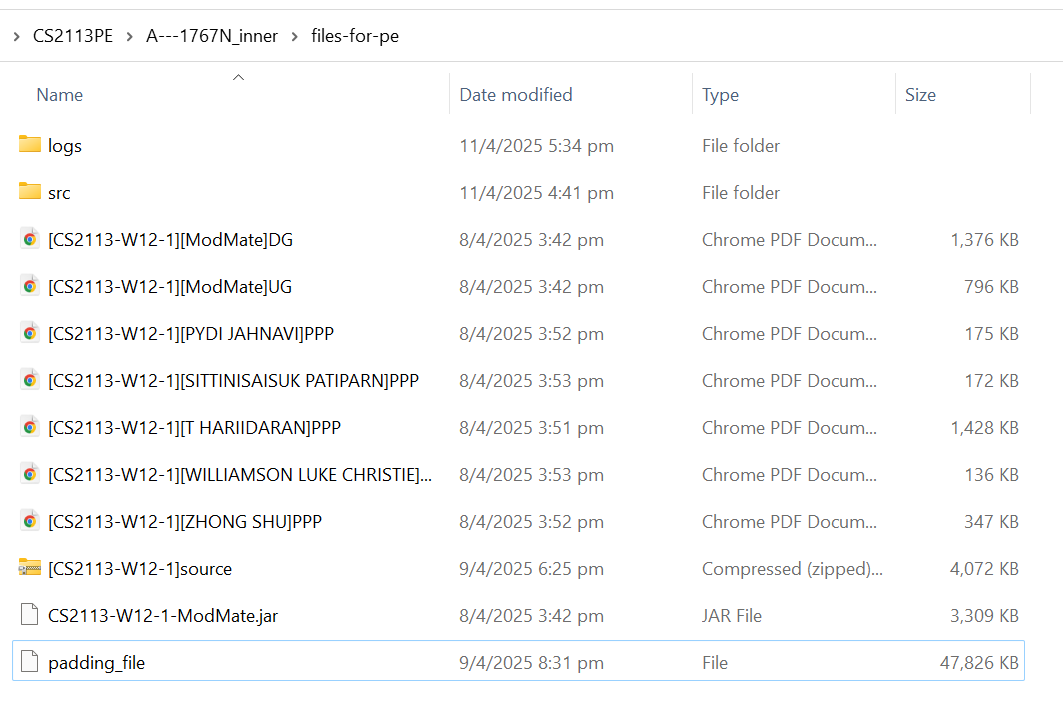 CS2113PE > A---1767N_inner > files-for-pe
Name Date modified Type Size
logs 11/4/2025 5:34 pm File folder
src 11/4/2025 4:41 pm File folder
[CS2113-W12-1][ModMate]DG 8/4/2025 3:42 pm Chrome PDF Docum... 1,376 KB
[CS2113-W12-1][ModMate]UG 8/4/2025 3:42 pm Chrome PDF Docum... 796 KB
[CS2113-W12-1][PYDI JAHNAVI]PPP 8/4/2025 3:52 pm Chrome PDF Docum... 175 KB
[CS2113-W12-1][SITTINISAISUK PATIPARN]PPP 8/4/2025 3:53 pm Chrome PDF Docum... 172 KB
[CS2113-W12-1][T HARIIDARAN]PPP 8/4/2025 3:51 pm Chrome PDF Docum... 1,428 KB
[CS2113-W12-1][WILLIAMSON LUKE CHRISTIE]... 8/4/2025 3:53 pm Chrome PDF Docum... 136 KB
[CS2113-W12-1][ZHONG SHU]PPP 8/4/2025 3:52 pm Chrome PDF Docum... 347 KB
[CS2113-W12-1]source 9/4/2025 6:25 pm Compressed (zipped)... 4,072 KB
CS2113-W12-1-ModMate.jar 8/4/2025 3:42 pm JAR File 3,309 KB
padding_file 9/4/2025 8:31 pm File 47,826 KB